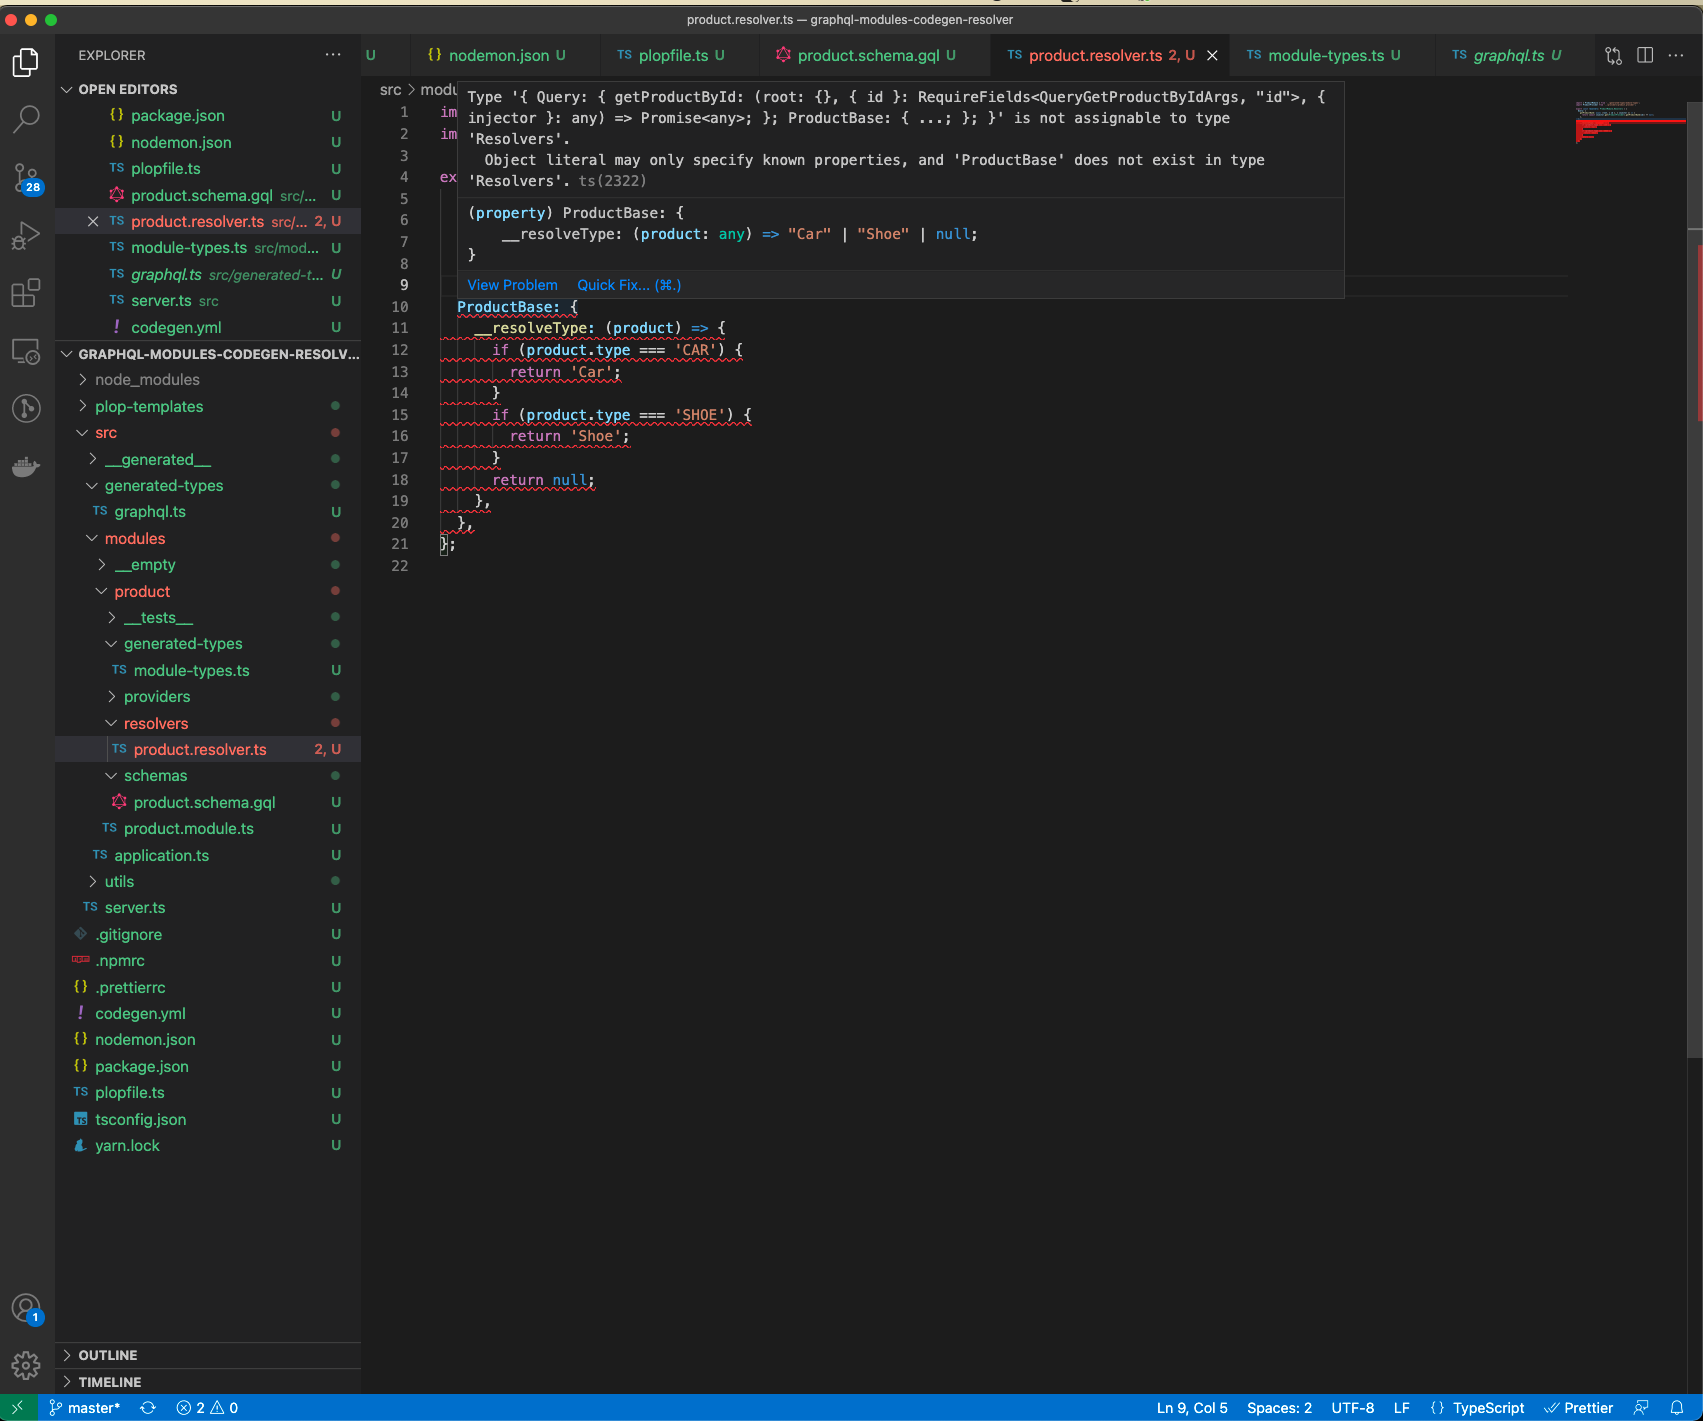 product.resolver.ts — graphql-modules-codegen-resolver
EXPLORER ···
U
{} nodemon.json U
TS plopfile.ts U
product.schema.gql U
TS product.resolver.ts 2, U
TS module-types.ts U
TS graphql.ts U
OPEN EDITORS
{} package.json U
{} nodemon.json U
TS plopfile.ts U
product.schema.gql src/... U
TS product.resolver.ts src/... 2, U
TS module-types.ts src/mod... U
TS graphql.ts src/generated-t... U
TS server.ts src U
! codegen.yml U
GRAPHQL-MODULES-CODEGEN-RESOLV...
node_modules
plop-templates
src
__generated__
generated-types
TS graphql.ts U
modules
__empty
product
__tests__
generated-types
TS module-types.ts U
providers
resolvers
TS product.resolver.ts 2, U
schemas
product.schema.gql U
TS product.module.ts U
TS application.ts U
utils
TS server.ts U
.gitignore U
.npmrc U
{} .prettierrc U
! codegen.yml U
{} nodemon.json U
{} package.json U
TS plopfile.ts U
TS tsconfig.json U
yarn.lock U
OUTLINE
TIMELINE
28
1
src > modu
Type '{ Query: { getProductById: (root: {}, { id }: RequireFields<QueryGetProductByIdArgs, "id">, {
injector }: any) => Promise<any>; }; ProductBase: { ...; }; }' is not assignable to type
'Resolvers'.
Object literal may only specify known properties, and 'ProductBase' does not exist in type
'Resolvers'. ts(2322)
(property) ProductBase: {
__resolveType: (product: any) => "Car" | "Shoe" | null;
}
View Problem Quick Fix... (⌘.)
1 im
2 im
3
4 ex
5
6
7
8
9
10 ProductBase: {
11 __resolveType: (product) => {
12 if (product.type === 'CAR') {
13 return 'Car';
14 }
15 if (product.type === 'SHOE') {
16 return 'Shoe';
17 }
18 return null;
19 },
20 },
21 };
22
master* 2 0
Ln 9, Col 5 Spaces: 2 UTF-8 LF {} TypeScript Prettier